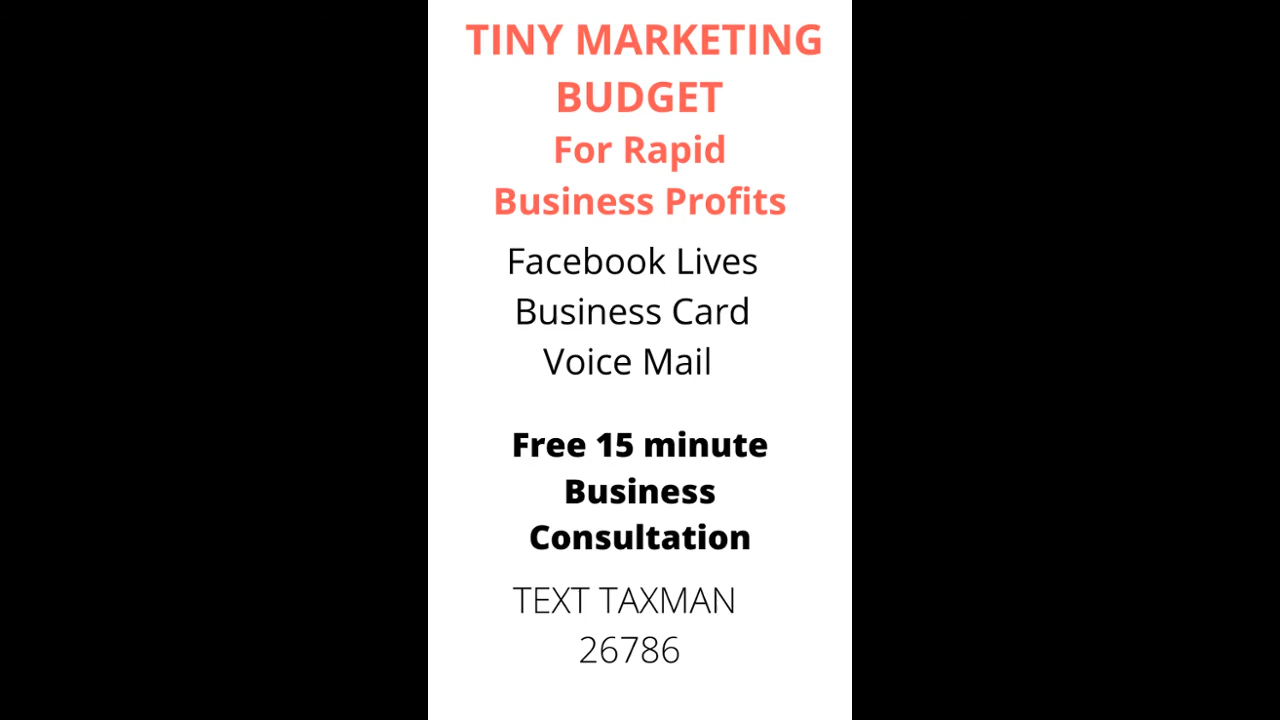 TINY MARKETING
BUDGET
For Rapid
Business Profits
Facebook Lives
Business Card
Voice Mail
Free 15 minute
Business
Consultation
TEXT TAXMAN
26786